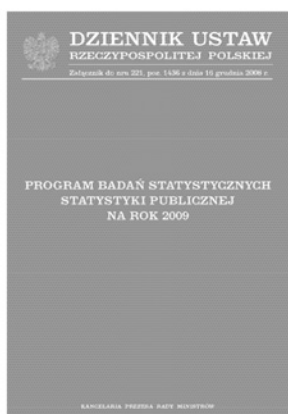 DZIENNIK USTAW
RZECZYPOSPOLITEJ POLSKIEJ
Załącznik do nru 221, poz. 1436 z dnia 16 grudnia 2008 r.
PROGRAM BADAŃ STATYSTYCZNYCH
STATYSTYKI PUBLICZNEJ
NA ROK 2009
KANCELARIA PREZESA RADY MINISTRÓW